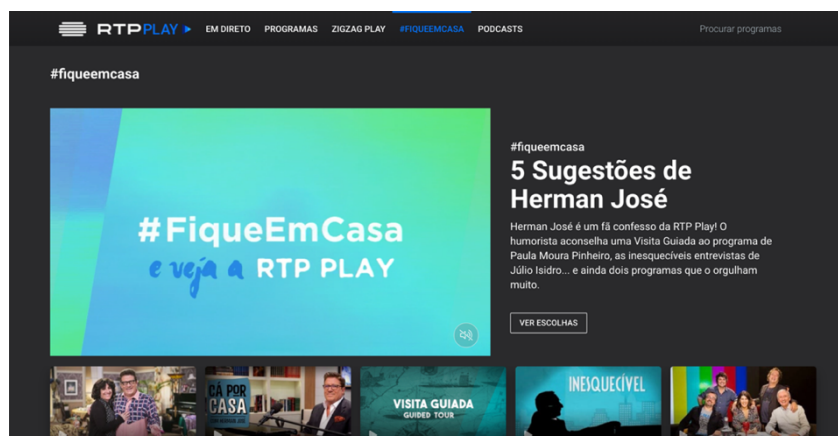 RTPPLAY EM DIRETO PROGRAMAS ZIGZAG PLAY #FIQUEEMCASA PODCASTS Procurar programas
#fiqueemcasa
#FiqueEmCasa
e veja a RTP PLAY
#fiqueemcasa
5 Sugestões de
Herman José
Herman José é um fã confesso da RTP Play! O
humorista aconselha uma Visita Guiada ao programa de
Paula Moura Pinheiro, as inesquecíveis entrevistas de
Júlio Isidro... e ainda dois programas que o orgulham
muito.
VER ESCOLHAS
CÁ POR
CASA
VISITA GUIADA
GUIDED TOUR
INESQUECÍVEL